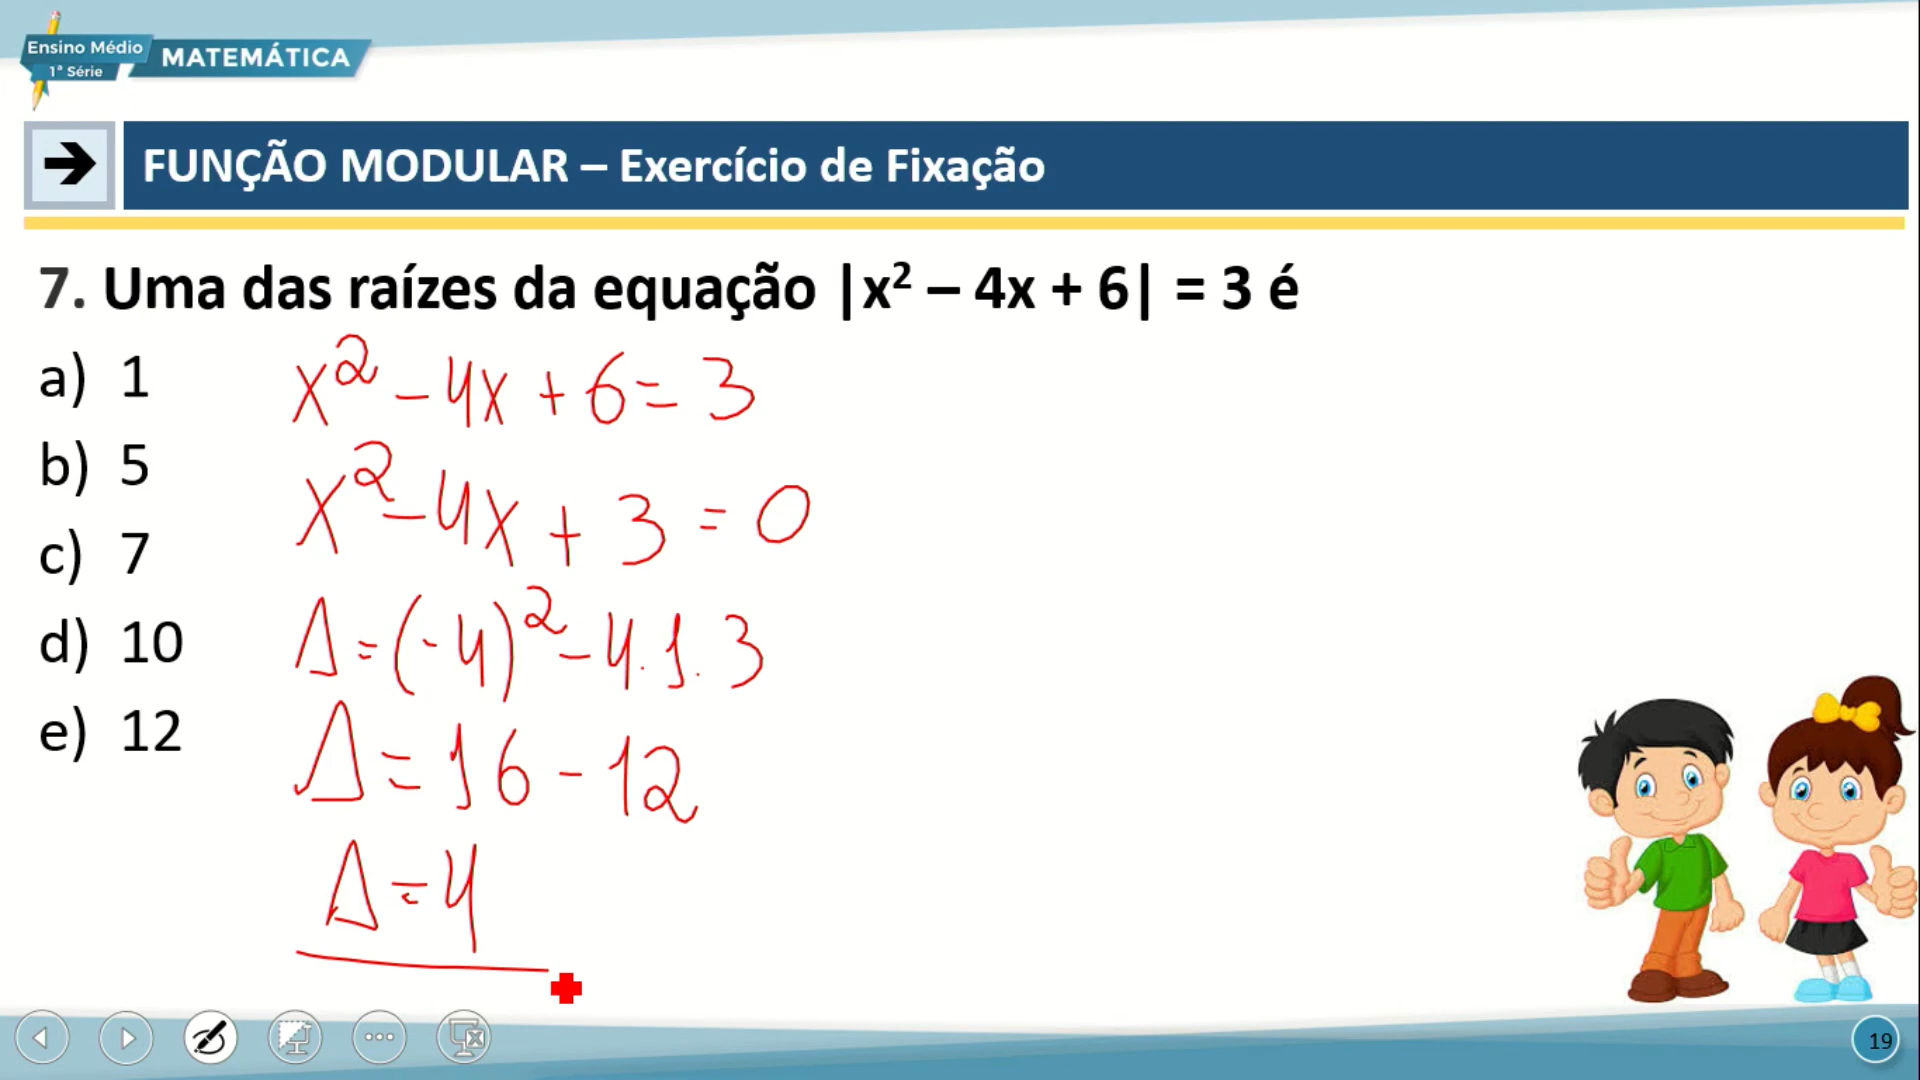 Ensino Médio
1ª Série
MATEMÁTICA
FUNÇÃO MODULAR – Exercício de Fixação
7. Uma das raízes da equação |x² – 4x + 6| = 3 é
a) 1
b) 5
c) 7
d) 10
e) 12
x² - 4x + 6 = 3
x² - 4x + 3 = 0
Δ = (-4)² - 4.1.3
Δ = 16 - 12
Δ = 4
19